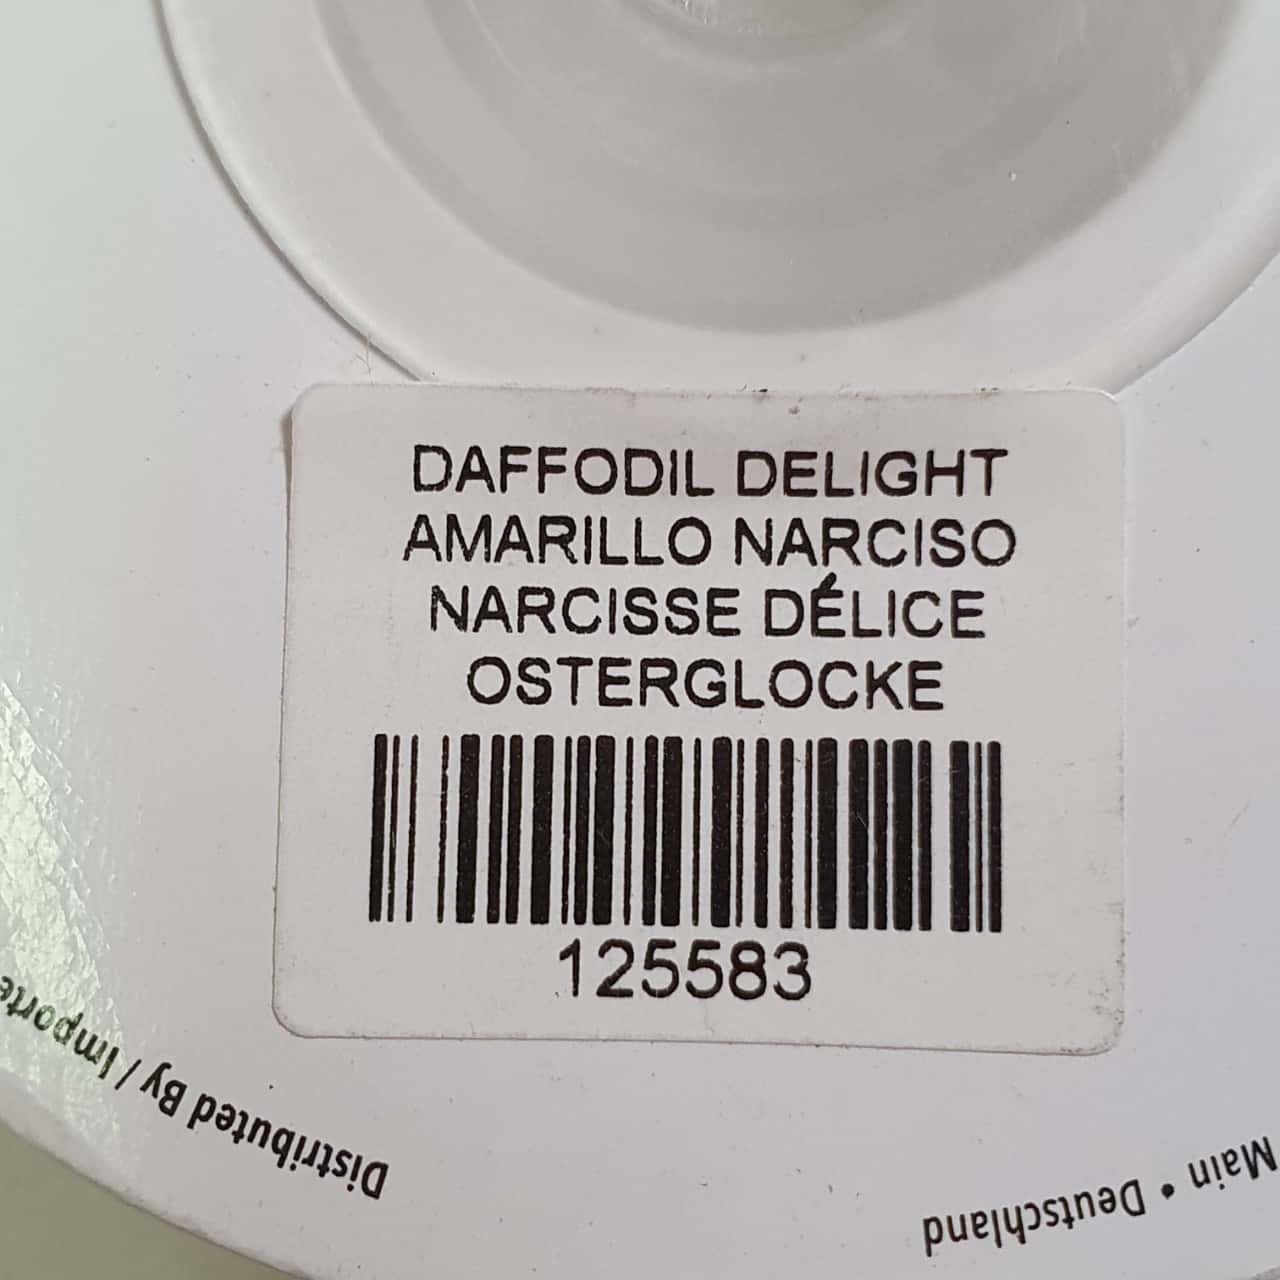 DAFFODIL DELIGHT
AMARILLO NARCISO
NARCISSE DÉLICE
OSTERGLOCKE
125583
Distributed By / Importe
Main • Deutschland